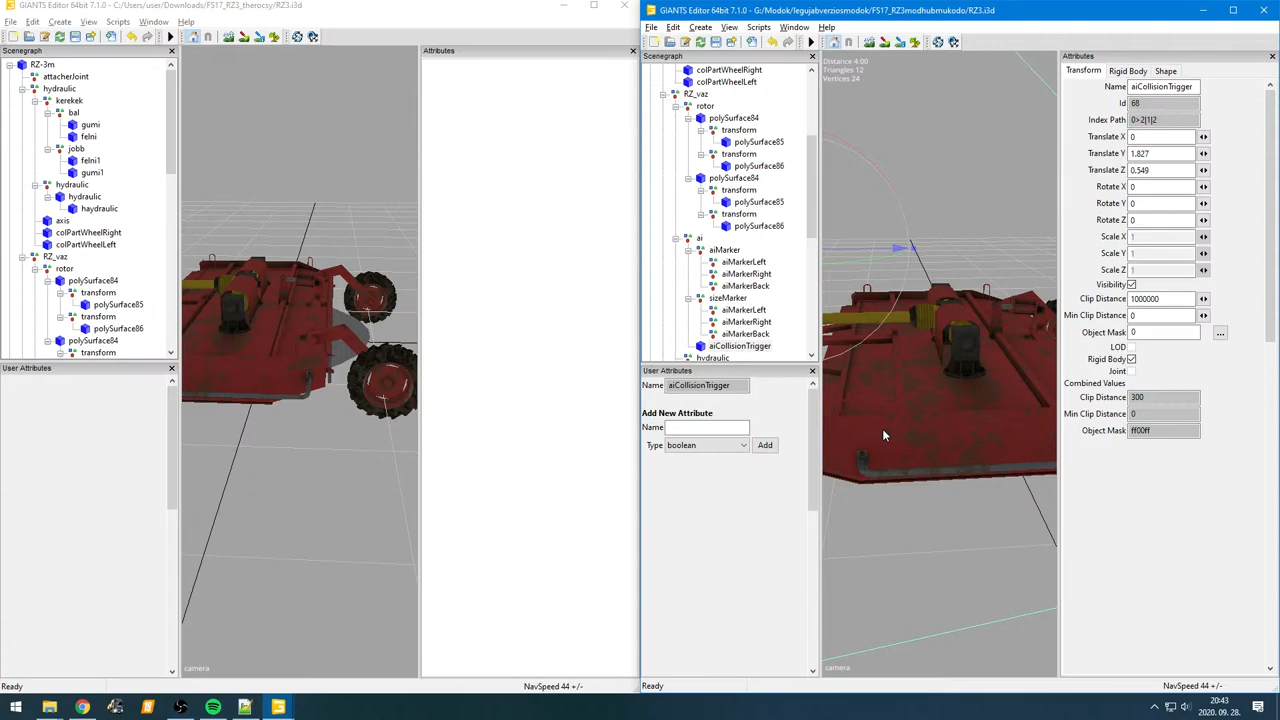 GIANTS Editor 64bit 7.1.0 - C:/Users/user/Downloads/FS17_RZ3_therocsy/RZ3.i3d
File Edit Create View Scripts Window Help
Scenegraph
RZ-3m
attacherJoint
hydraulic
kerekek
bal
gumi
felni
jobb
felni1
gumi1
hydraulic
hydraulic
haydraulic
axis
colPartWheelRight
colPartWheelLeft
RZ_vaz
rotor
polySurface84
transform
polySurface85
transform
polySurface86
polySurface84
transform
User Attributes
camera
Attributes
Ready
NavSpeed 44 +/-
GIANTS Editor 64bit 7.1.0 - G:/Modok/legujabverziosmodok/FS17_RZ3modhubmukodo/RZ3.i3d
File Edit Create View Scripts Window Help
Scenegraph
colPartWheelRight
colPartWheelLeft
RZ_vaz
rotor
polySurface84
transform
polySurface85
transform
polySurface86
polySurface84
transform
polySurface85
transform
polySurface86
ai
aiMarker
aiMarkerLeft
aiMarkerRight
aiMarkerBack
sizeMarker
aiMarkerLeft
aiMarkerRight
aiMarkerBack
aiCollisionTrigger
hydraulic
User Attributes
Name aiCollisionTrigger
Add New Attribute
Name
Type boolean Add
Distance 4.00
Triangles 12
Vertices 24
camera
Attributes
Transform Rigid Body Shape
Name aiCollisionTrigger
Id 68
Index Path 0>2|1|2
Translate X 0
Translate Y 1.827
Translate Z 0.549
Rotate X 0
Rotate Y 0
Rotate Z 0
Scale X 1
Scale Y 1
Scale Z 1
Visibility
Clip Distance 1000000
Min Clip Distance 0
Object Mask 0 ...
LOD
Rigid Body
Joint
Combined Values
Clip Distance 300
Min Clip Distance 0
Object Mask ff00ff
Ready
NavSpeed 44 +/-
20:43
2020. 09. 28.